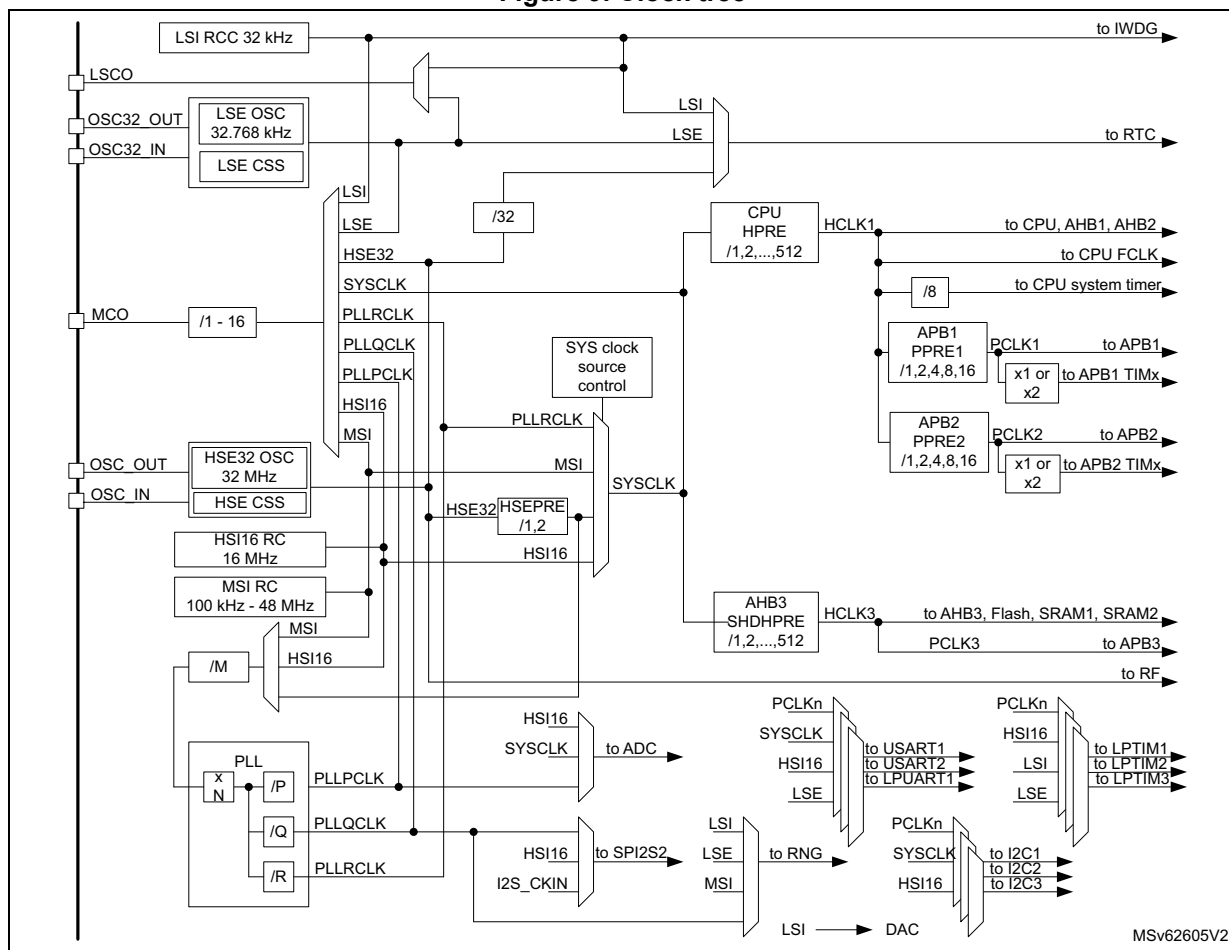 LSI RCC 32 kHz
to IWDG
LSCO
OSC32_OUT
LSE OSC
32.768 kHz
LSI
LSE
to RTC
OSC32_IN
LSE CSS
LSI
/32
CPU
HPRE
/1,2,...,512
HCLK1
to CPU, AHB1, AHB2
LSE
HSE32
to CPU FCLK
SYSCLK
/8
to CPU system timer
MCO
/1 - 16
PLLRCLK
PLLQCLK
SYS clock
source
control
APB1
PPRE1
/1,2,4,8,16
PCLK1
to APB1
PLLPCLK
x1 or
x2
to APB1 TIMx
HSI16
PLLRCLK
APB2
PPRE2
/1,2,4,8,16
PCLK2
to APB2
MSI
x1 or
x2
to APB2 TIMx
OSC_OUT
HSE32 OSC
32 MHz
MSI
SYSCLK
OSC_IN
HSE CSS
HSE32
HSEPRE
/1,2
HSI16 RC
16 MHz
HSI16
MSI RC
100 kHz - 48 MHz
AHB3
SHDHPRE
/1,2,...,512
HCLK3
to AHB3, Flash, SRAM1, SRAM2
MSI
PCLK3
to APB3
/M
HSI16
to RF
HSI16
SYSCLK
to ADC
PCLKn
SYSCLK
HSI16
LSE
to USART1
to USART2
to LPUART1
PCLKn
HSI16
LSI
LSE
to LPTIM1
to LPTIM2
to LPTIM3
PLL
x
N
/P
PLLPCLK
/Q
PLLQCLK
/R
PLLRCLK
HSI16
I2S_CKIN
to SPI2S2
LSI
LSE
MSI
to RNG
PCLKn
SYSCLK
HSI16
to I2C1
to I2C2
to I2C3
LSI
DAC
MSv62605V2